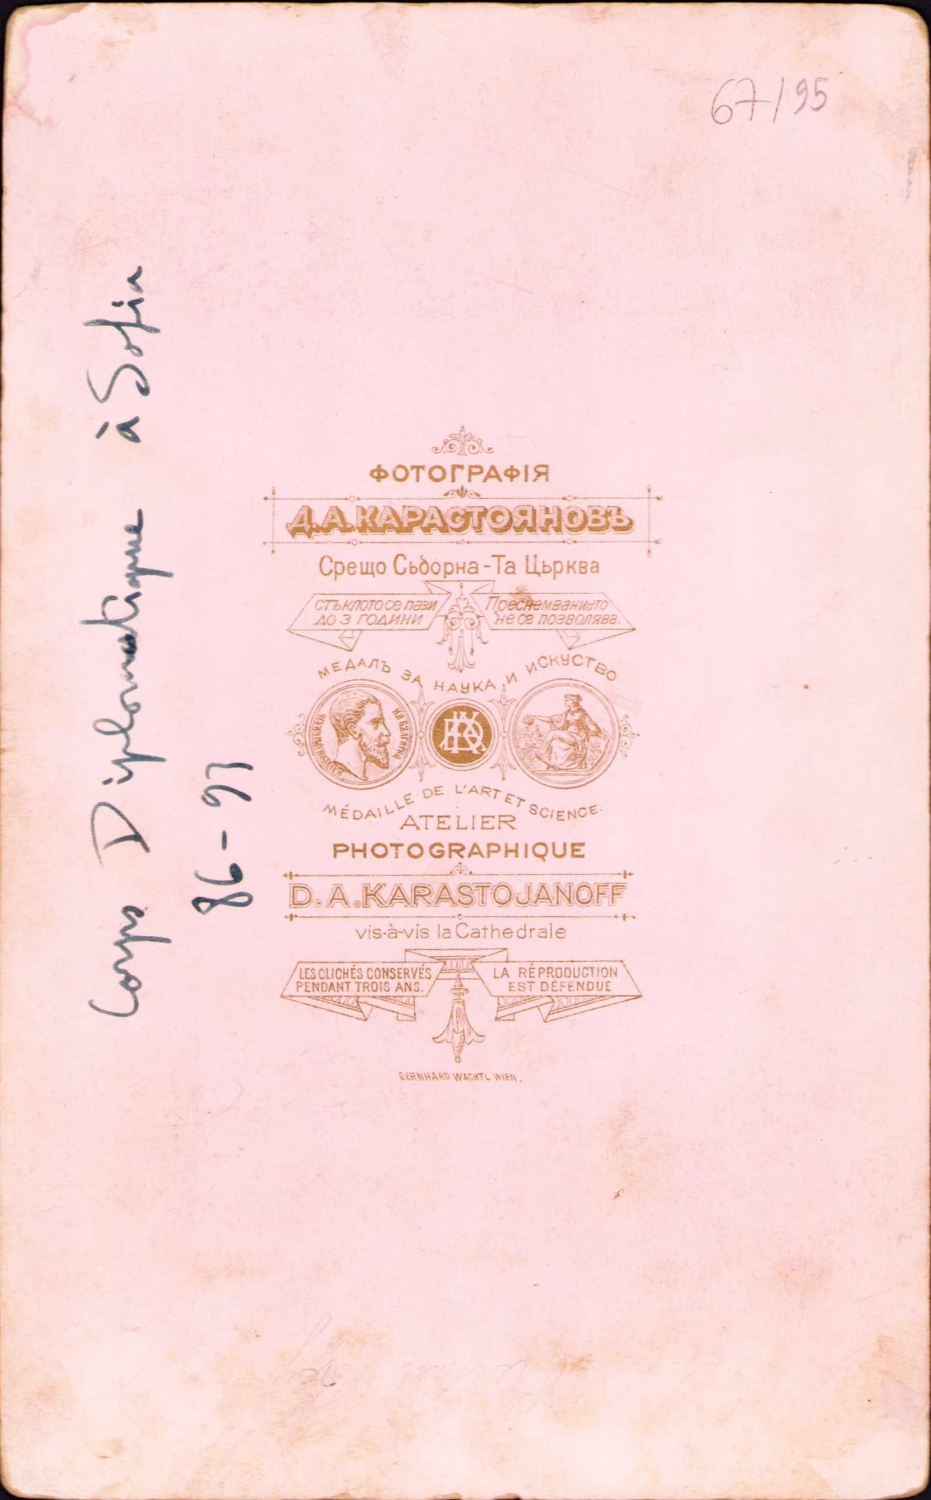 67/95
Corps Diplomatique à Sofia
86-97
ФОТОГРАФІЯ
Д.А.КАРАСТОЯНОВЪ
Срещо Съборна-Та Църква
СТЪКЛОТО СЕ ПАЗИ
ДО 3 ГОДИНИ
Преснемванието
не се позволява.
МЕДАЛЪ ЗА НАУКА И ИСКУСТВО
MÉDAILLE DE L'ART ET SCIENCE.
ATELIER
PHOTOGRAPHIQUE
D.A.KARASTOJANOFF
vis-à-vis la Cathedrale
LES CLICHÉS CONSERVÉS
PENDANT TROIS ANS.
LA RÉPRODUCTION
EST DÉFENDUE
BERNHARD WACHTL WIEN.